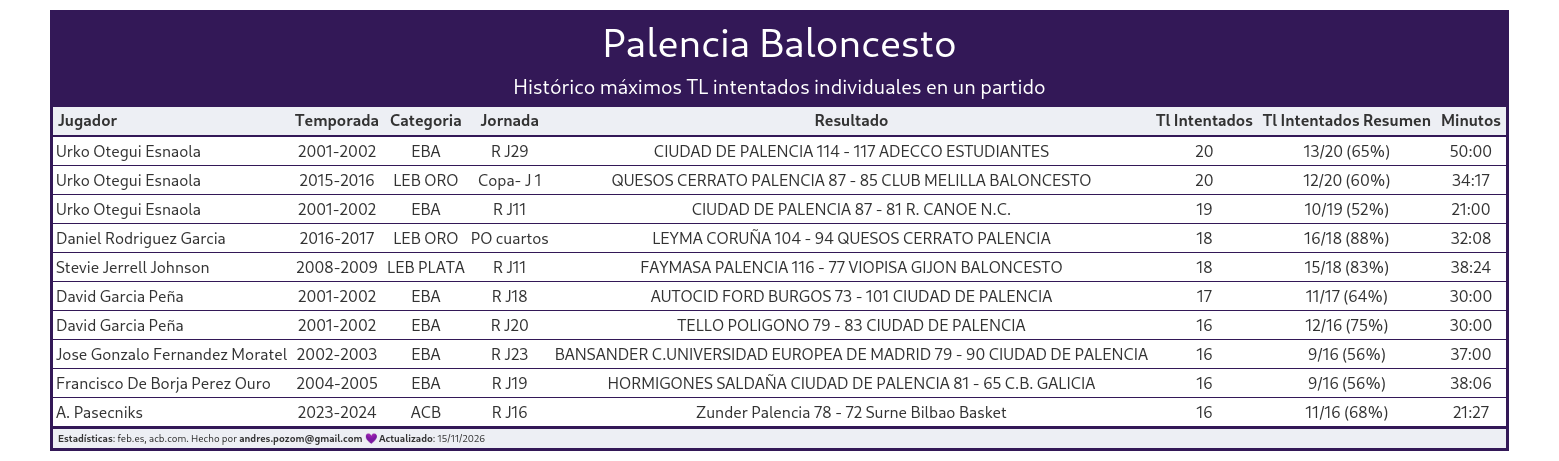 Palencia Baloncesto
Histórico máximos TL intentados individuales en un partido
Jugador Temporada Categoria Jornada Resultado Tl Intentados Tl Intentados Resumen Minutos
Urko Otegui Esnaola 2001-2002 EBA R J29 CIUDAD DE PALENCIA 114 - 117 ADECCO ESTUDIANTES 20 13/20 (65%) 50:00
Urko Otegui Esnaola 2015-2016 LEB ORO Copa- J 1 QUESOS CERRATO PALENCIA 87 - 85 CLUB MELILLA BALONCESTO 20 12/20 (60%) 34:17
Urko Otegui Esnaola 2001-2002 EBA R J11 CIUDAD DE PALENCIA 87 - 81 R. CANOE N.C. 19 10/19 (52%) 21:00
Daniel Rodriguez Garcia 2016-2017 LEB ORO PO cuartos LEYMA CORUÑA 104 - 94 QUESOS CERRATO PALENCIA 18 16/18 (88%) 32:08
Stevie Jerrell Johnson 2008-2009 LEB PLATA R J11 FAYMASA PALENCIA 116 - 77 VIOPISA GIJON BALONCESTO 18 15/18 (83%) 38:24
David Garcia Peña 2001-2002 EBA R J18 AUTOCID FORD BURGOS 73 - 101 CIUDAD DE PALENCIA 17 11/17 (64%) 30:00
David Garcia Peña 2001-2002 EBA R J20 TELLO POLIGONO 79 - 83 CIUDAD DE PALENCIA 16 12/16 (75%) 30:00
Jose Gonzalo Fernandez Moratel 2002-2003 EBA R J23 BANSANDER C.UNIVERSIDAD EUROPEA DE MADRID 79 - 90 CIUDAD DE PALENCIA 16 9/16 (56%) 37:00
Francisco De Borja Perez Ouro 2004-2005 EBA R J19 HORMIGONES SALDAÑA CIUDAD DE PALENCIA 81 - 65 C.B. GALICIA 16 9/16 (56%) 38:06
A. Pasecniks 2023-2024 ACB R J16 Zunder Palencia 78 - 72 Surne Bilbao Basket 16 11/16 (68%) 21:27
Estadísticas: feb.es, acb.com. Hecho por andres.pozom@gmail.com 💜 Actualizado: 15/11/2026